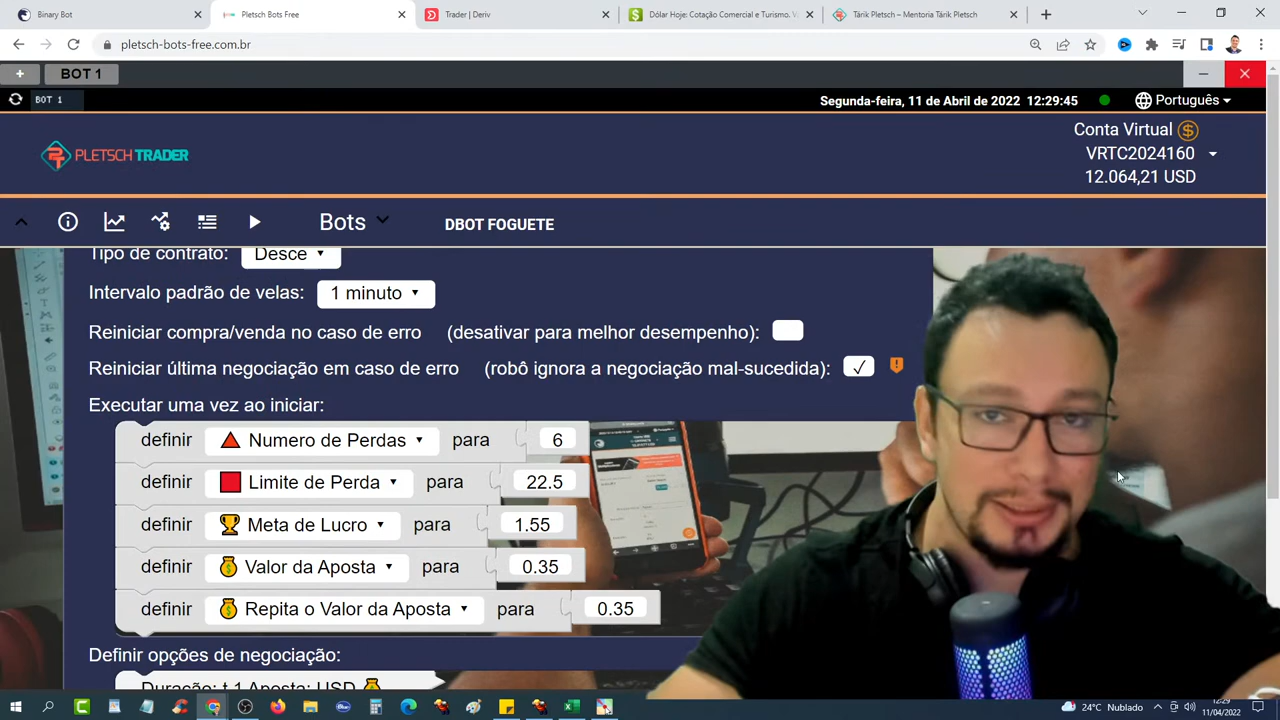 Binary Bot
Pletsch Bots Free
Trader | Deriv
Dólar Hoje: Cotação Comercial e Turismo. V
Tárik Pletsch – Mentoria Tárik Pletsch
pletsch-bots-free.com.br
BOT 1
BOT 1
Segunda-feira, 11 de Abril de 2022 12:29:45
Português
PLETSCH TRADER
Conta Virtual
VRTC2024160
12.064,21 USD
Bots
DBOT FOGUETE
Tipo de contrato: Desce
Intervalo padrão de velas: 1 minuto
Reiniciar compra/venda no caso de erro (desativar para melhor desempenho):
Reiniciar última negociação em caso de erro (robô ignora a negociação mal-sucedida): ✓
Executar uma vez ao iniciar:
definir Numero de Perdas para 6
definir Limite de Perda para 22.5
definir Meta de Lucro para 1.55
definir Valor da Aposta para 0.35
definir Repita o Valor da Aposta para 0.35
Definir opções de negociação:
Duração: t 1 Aposta: USD
24°C Nublado
12:29
11/04/2022